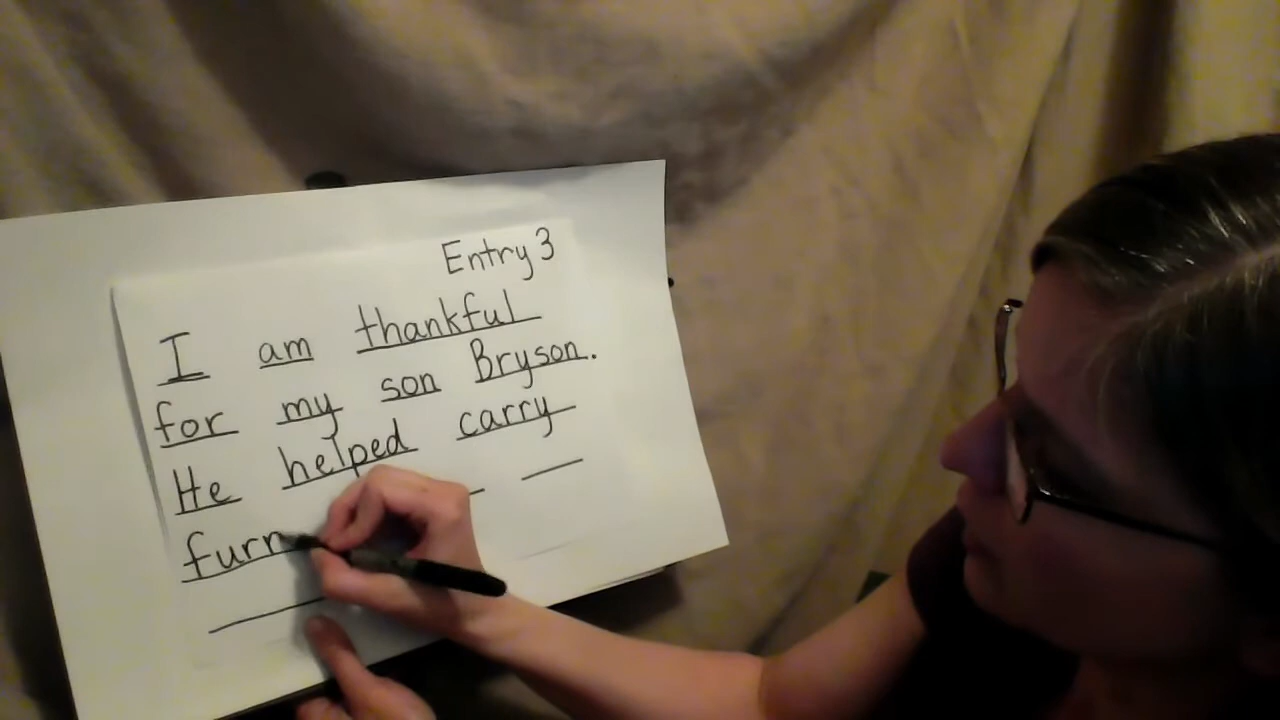 Entry 3
I am thankful
for my son Bryson.
He helped carry
furn